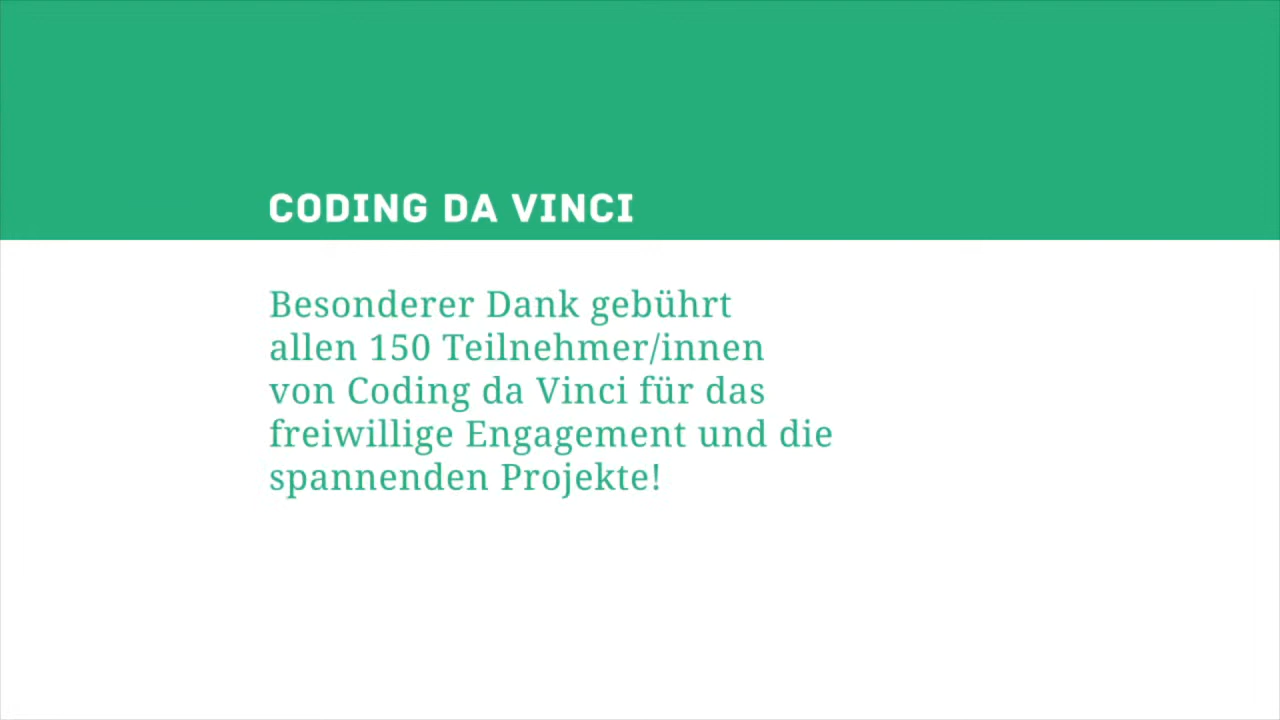 CODING DA VINCI
Besonderer Dank gebührt
allen 150 Teilnehmer/innen
von Coding da Vinci für das
freiwillige Engagement und die
spannenden Projekte!